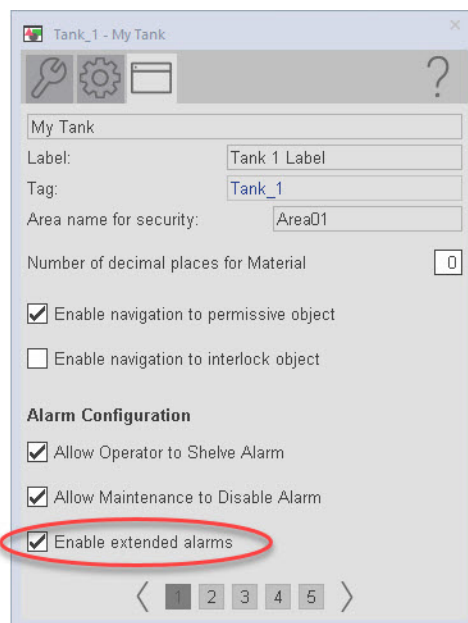 Tank_1 - My Tank
?
My Tank
Label: Tank 1 Label
Tag: Tank_1
Area name for security: Area01
Number of decimal places for Material 0
Enable navigation to permissive object
Enable navigation to interlock object
Alarm Configuration
Allow Operator to Shelve Alarm
Allow Maintenance to Disable Alarm
Enable extended alarms
1 2 3 4 5